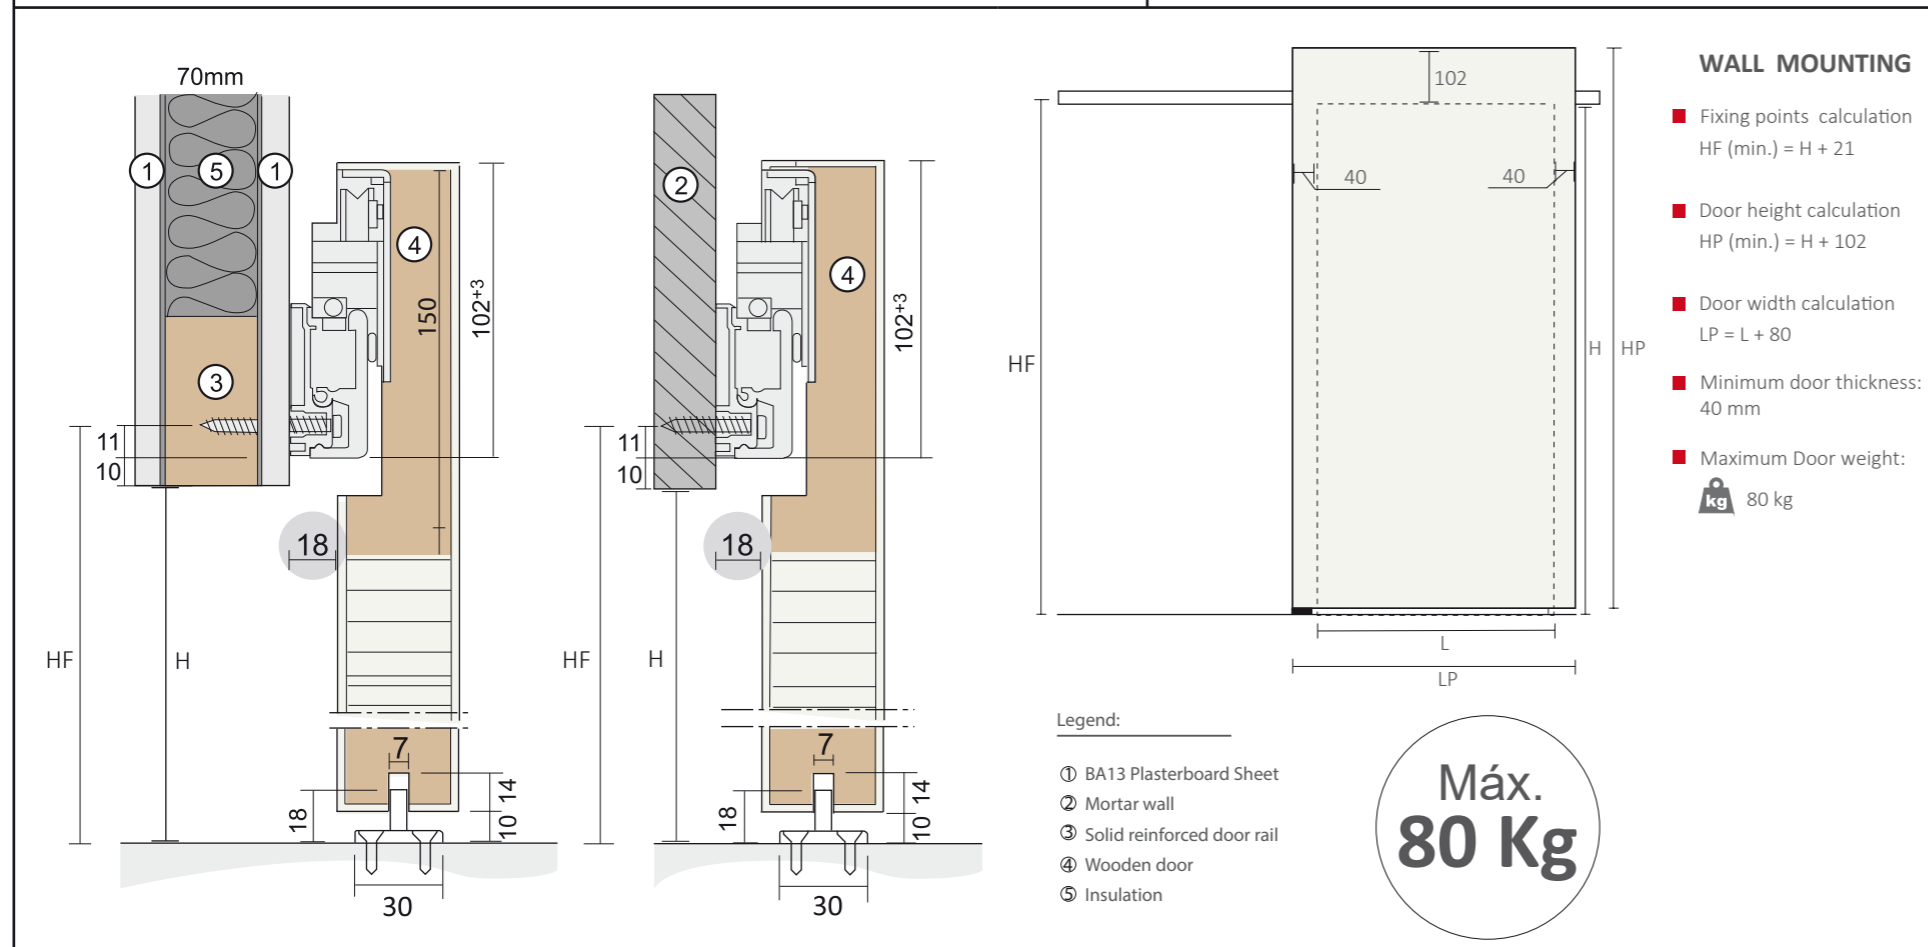 70mm
1
5
1
4
3
150
102+3
11
10
18
HF
H
7
18
14
10
30
2
4
102+3
11
10
18
HF
H
7
18
14
10
30
102
40
40
HF
H
HP
L
LP
WALL MOUNTING
Fixing points calculation
HF (min.) = H + 21
Door height calculation
HP (min.) = H + 102
Door width calculation
LP = L + 80
Minimum door thickness:
40 mm
Maximum Door weight:
kg 80 kg
Legend:
① BA13 Plasterboard Sheet
② Mortar wall
③ Solid reinforced door rail
④ Wooden door
⑤ Insulation
Máx.
80 Kg